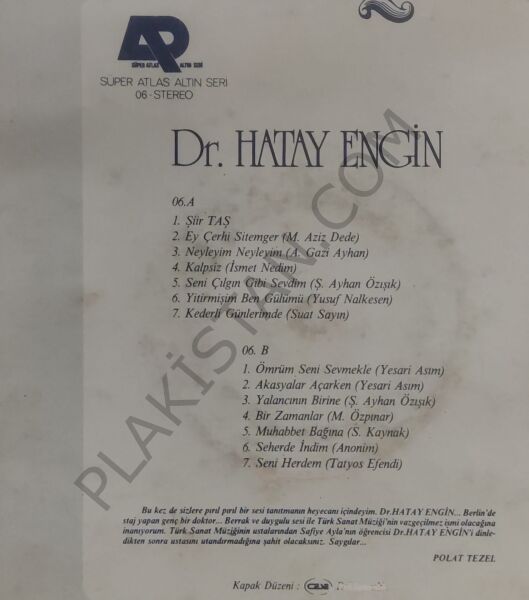 SÜPER ATLAS ALTIN SERİ
SÜPER ATLAS ALTIN SERİ
06-STEREO
Dr. HATAY ENGİN
06.A
1. Şiir TAŞ
2. Ey Çerhi Sitemger (M. Aziz Dede)
3. Neyleyim Neyleyim (A. Gazi Ayhan)
4. Kalpsiz (İsmet Nedim)
5. Seni Çılgın Gibi Sevdim (Ş. Ayhan Özışık)
6. Yitirmişim Ben Gülümü (Yusuf Nalkesen)
7. Kederli Günlerimde (Suat Sayın)
06. B
1. Ömrüm Seni Sevmekle (Yesari Asım)
2. Akasyalar Açarken (Yesari Asım)
3. Yalancının Birine (Ş. Ayhan Özışık)
4. Bir Zamanlar (M. Özpınar)
5. Muhabbet Bağına (S. Kaynak)
6. Seherde İndim (Anonim)
7. Seni Herdem (Tatyos Efendi)
Bu kez de sizlere pırıl pırıl bir sesi tanıtmanın heyecanı içindeyim. Dr.HATAY ENGİN... Berlin'de
staj yapan genç bir doktor... Berrak ve duygulu sesi ile Türk Sanat Müziği'nin vazgeçilmez ismi olacağına
inanıyorum. Türk Sanat Müziğinin ustalarından Safiye Ayla'nın öğrencisi Dr.HATAY ENGİN'i dinle-
dikten sonra ustasını utandırmadığına şahit olacaksınız. Saygılar...
POLAT TEZEL
Kapak Düzeni :
PLAKİSTAN.COM